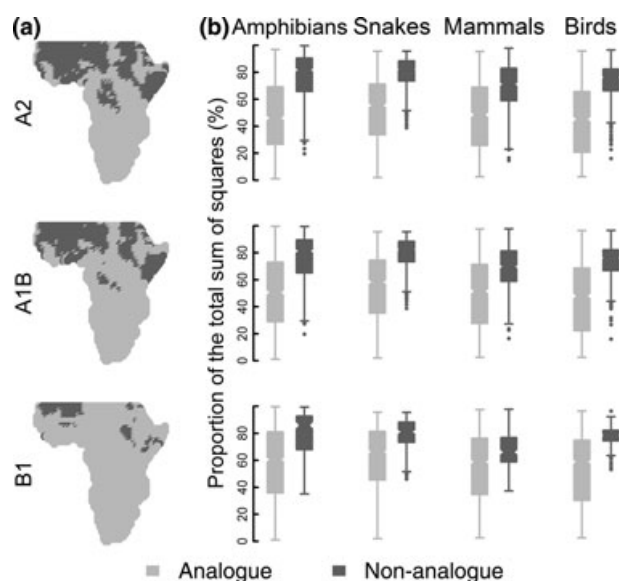 (a)
(b) Amphibians Snakes Mammals Birds
A2
A1B
B1
Proportion of the total sum of squares (%)
0 20 40 60 80
0 20 40 60 80
0 20 40 60 80
Analogue Non-analogue